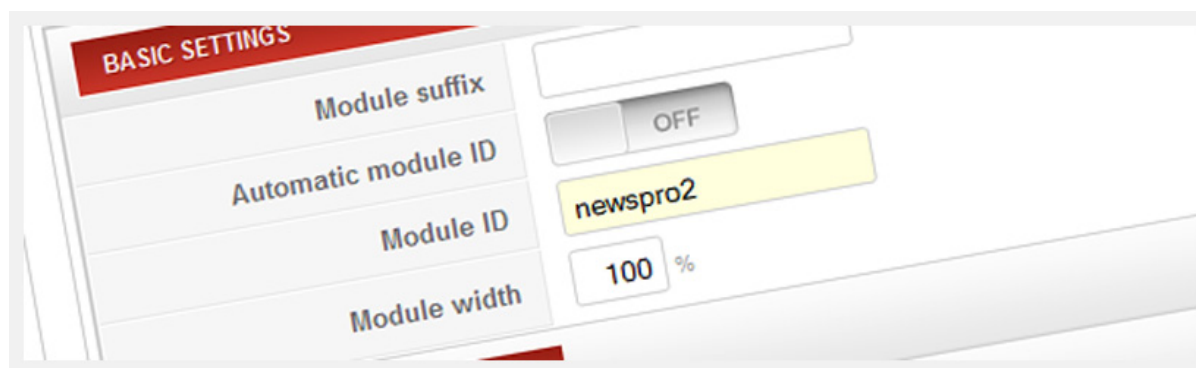 BASIC SETTINGS
Module suffix
Automatic module ID
OFF
Module ID
newspro2
Module width
100 %